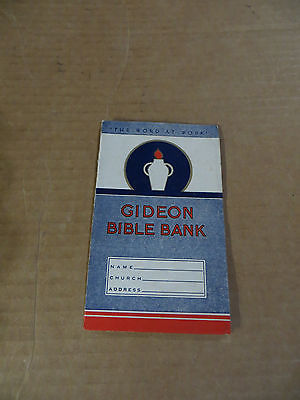 "THE WORD AT WORK"
GIDEON
BIBLE BANK
NAME
CHURCH
ADDRESS